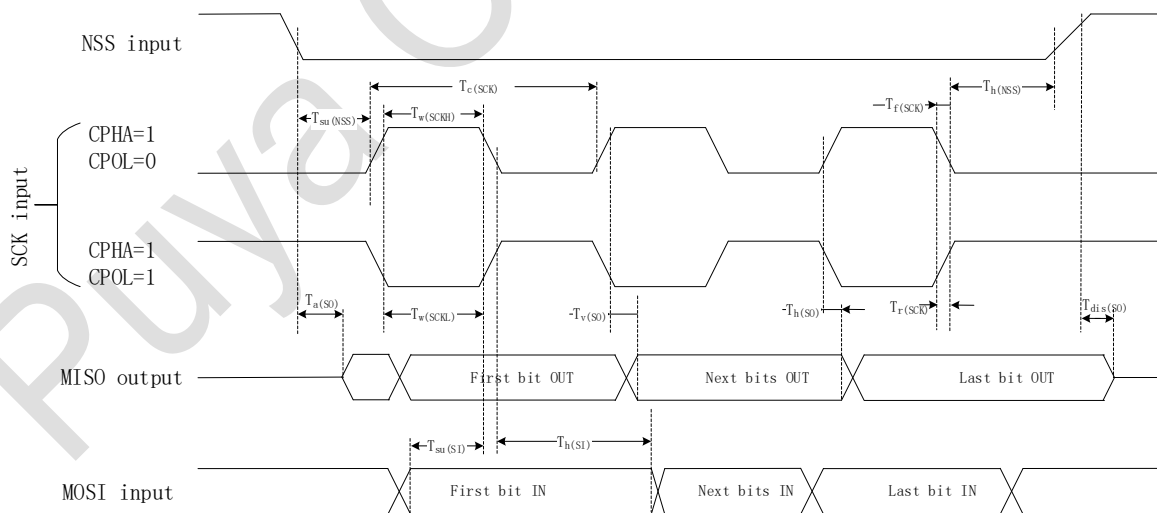 NSS input
Tc(SCK)
Th(NSS)
Tf(SCK)
Tw(SCKH)
Tsu(NSS)
CPHA=1
CPOL=0
SCK input
CPHA=1
CPOL=1
Ta(SO)
Tw(SCKL)
Tv(SO)
Th(SO)
Tr(SCK)
Tdis(SO)
MISO output
First bit OUT
Next bits OUT
Last bit OUT
Tsu(SI)
Th(SI)
MOSI input
First bit IN
Next bits IN
Last bit IN
Puya